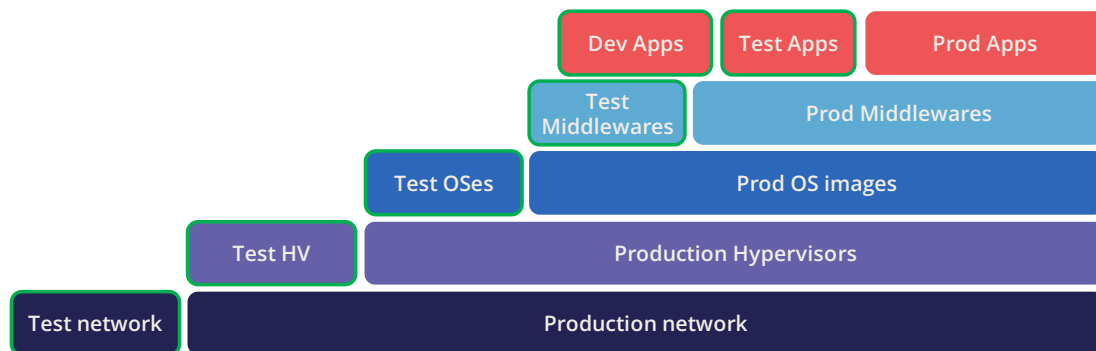 Dev Apps
Test Apps
Prod Apps
Test
Middlewares
Prod Middlewares
Test OSes
Prod OS images
Test HV
Production Hypervisors
Test network
Production network